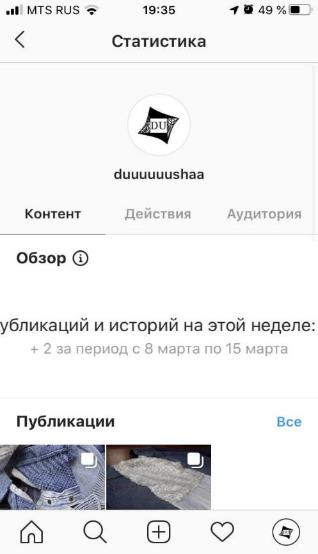 MTS RUS 19:35 49 %
Статистика
DU
duuuuuushaa
Контент Действия Аудитория
Обзор
убликаций и историй на этой неделе:
+ 2 за период с 8 марта по 15 марта
Публикации Все